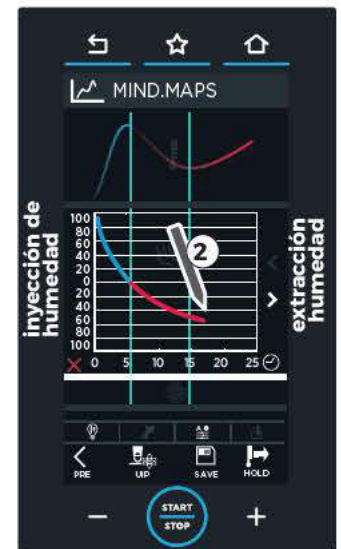 MIND.MAPS
inyección de
humedad
100
80
60
40
20
0
20
40
60
80
100
0 5 10 15 20 25
2
extracción
humedad
PRE UP SAVE HOLD
START
STOP